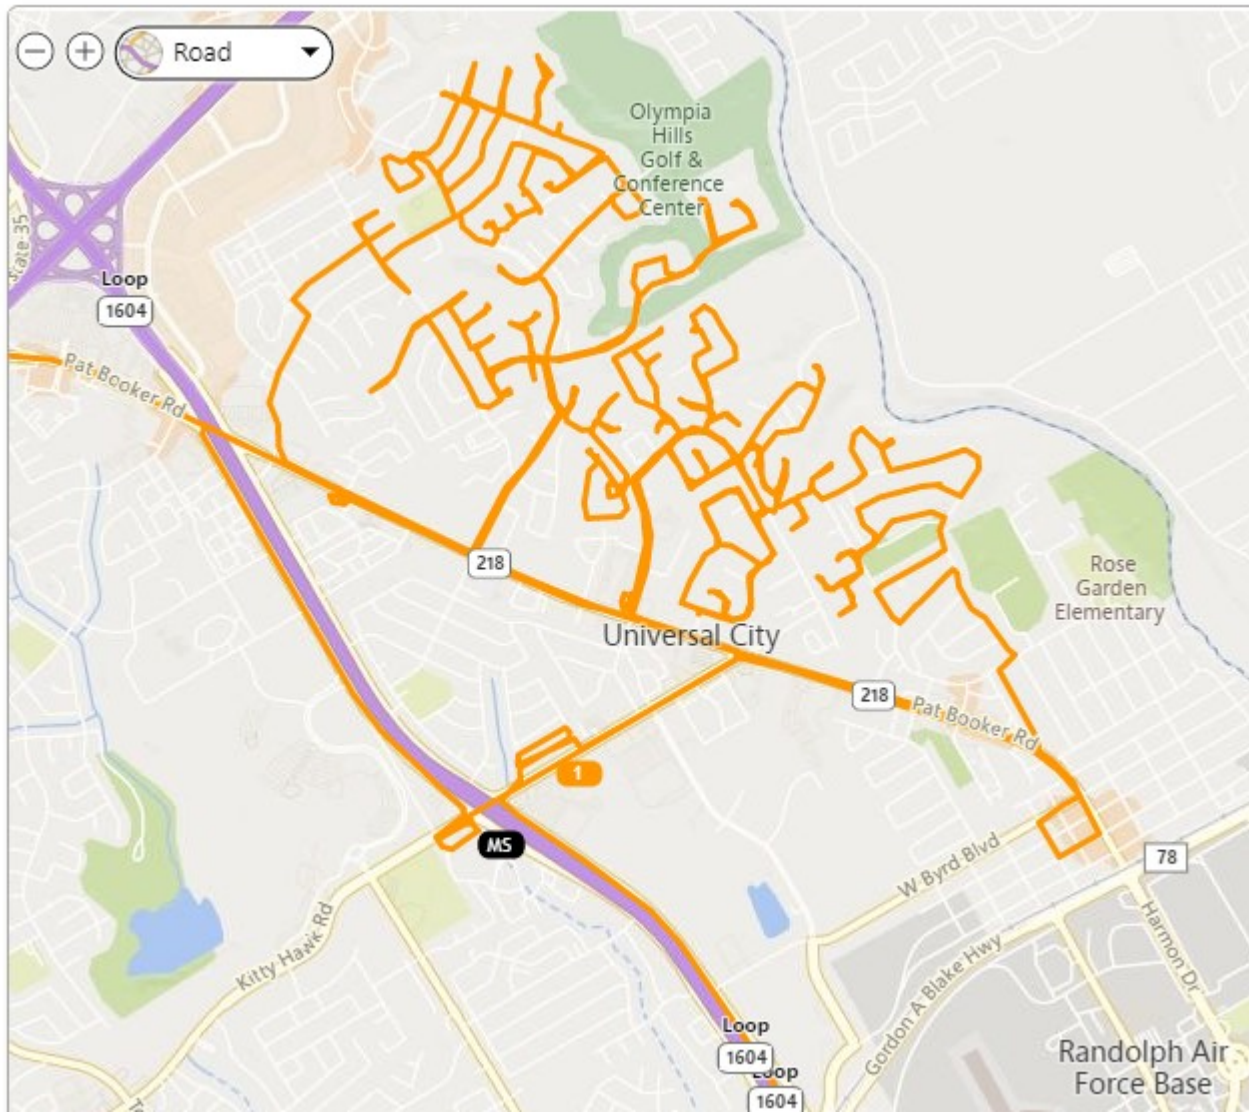 Road
Olympia
Hills
Golf &
Conference
Center
Loop
1604
Pat Booker Rd
218
Universal City
218
Pat Booker Rd
Rose
Garden
Elementary
1
MS
W Byrd Blvd
78
Kitty Hawk Rd
Gordon A Blake Hwy
Harmon Dr
Loop
1604
Loop
1604
Randolph Air
Force Base